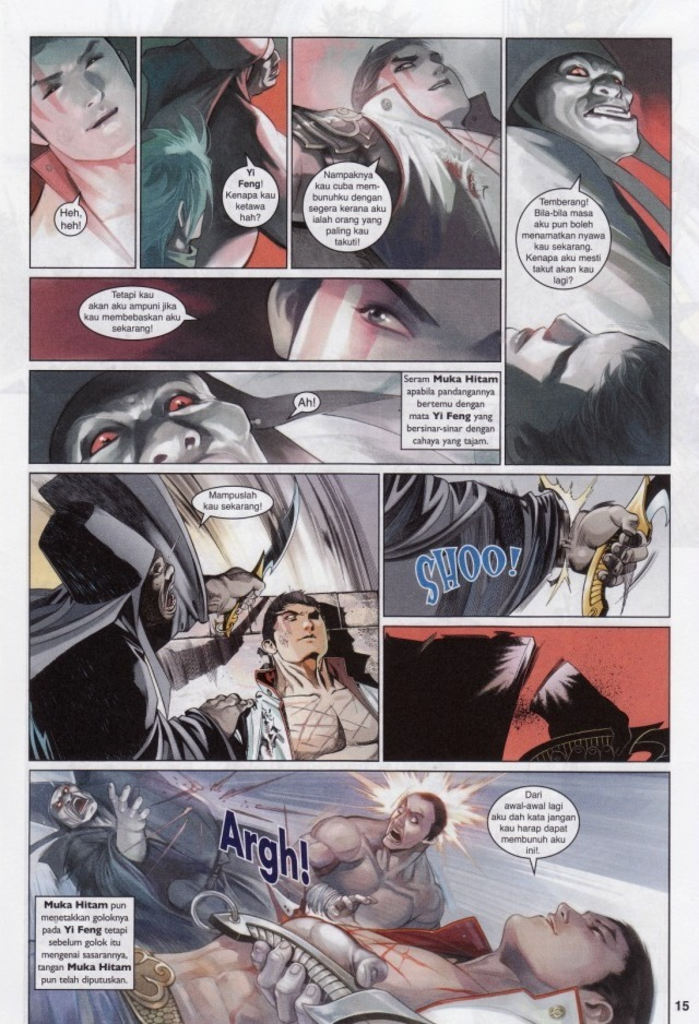 Heh,
heh!
Yi
Feng!
Kenapa kau
ketawa
hah?
Nampaknya
kau cuba mem-
bunuhku dengan
segera kerana aku
ialah orang yang
paling kau
takuti!
Temberang!
Bila-bila masa
aku pun boleh
menamatkan nyawa
kau sekarang.
Kenapa aku mesti
takut akan kau
lagi?
Tetapi kau
akan aku ampuni jika
kau membebaskan aku
sekarang!
Ah!
Seram Muka Hitam
apabila pandangannya
bertemu dengan
mata Yi Feng yang
bersinar-sinar dengan
cahaya yang tajam.
Mampuslah
kau sekarang!
SHOO!
Argh!
Dari
awal-awal lagi
aku dah kata jangan
kau harap dapat
membunuh aku
ini!.
Muka Hitam pun
menetakkan goloknya
pada Yi Feng tetapi
sebelum golok itu
mengenai sasarannya,
tangan Muka Hitam
pun telah diputuskan.
15